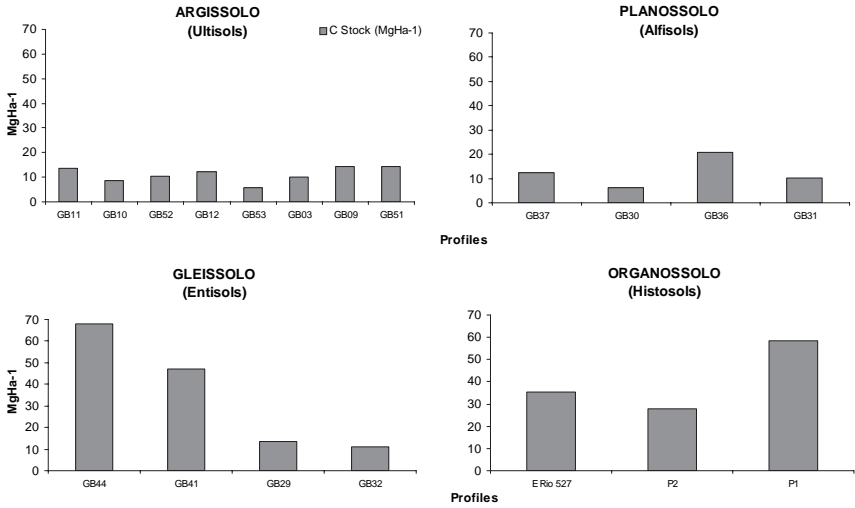 ARGISSOLO
(Ultisols)
C Stock (MgHa-1)
MgHa-1
70
60
50
40
30
20
10
0
GB11 GB10 GB52 GB12 GB53 GB03 GB09 GB51
PLANOSSOLO
(Alfisols)
70
60
50
40
30
20
10
0
GB37 GB30 GB36 GB31
Profiles
GLEISSOLO
(Entisols)
MgHa-1
70
60
50
40
30
20
10
0
GB44 GB41 GB29 GB32
ORGANOSSOLO
(Histosols)
70
60
50
40
30
20
10
0
E Rio 527 P2 P1
Profiles